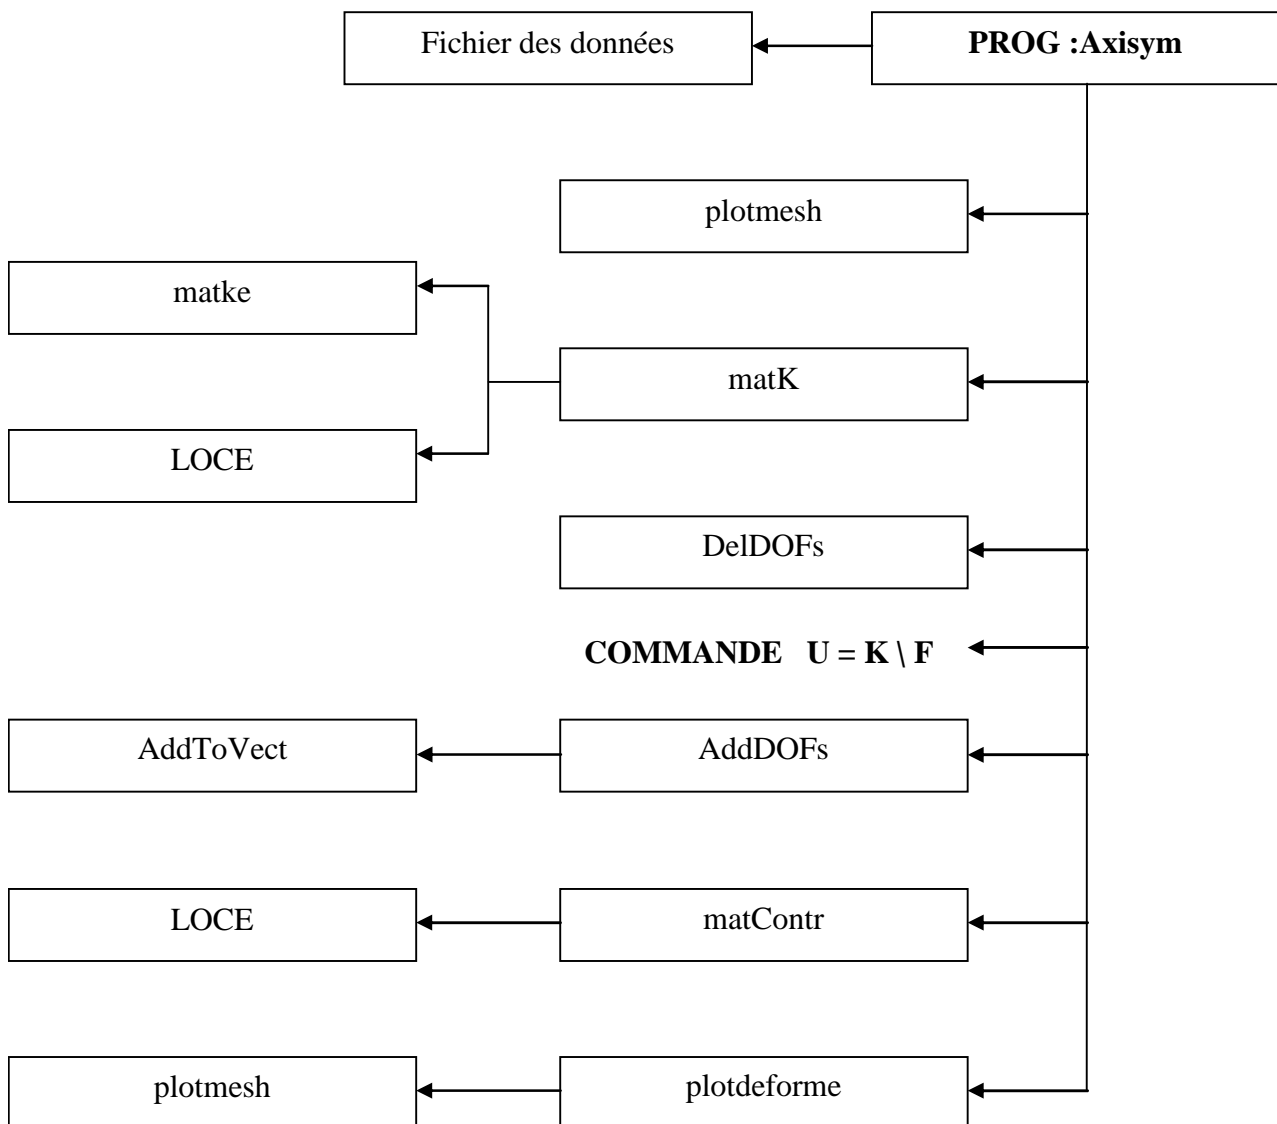 Fichier des données
PROG :Axisym
plotmesh
matke
matK
LOCE
DelDOFs
COMMANDE U = K \ F
AddToVect
AddDOFs
LOCE
matContr
plotmesh
plotdeforme